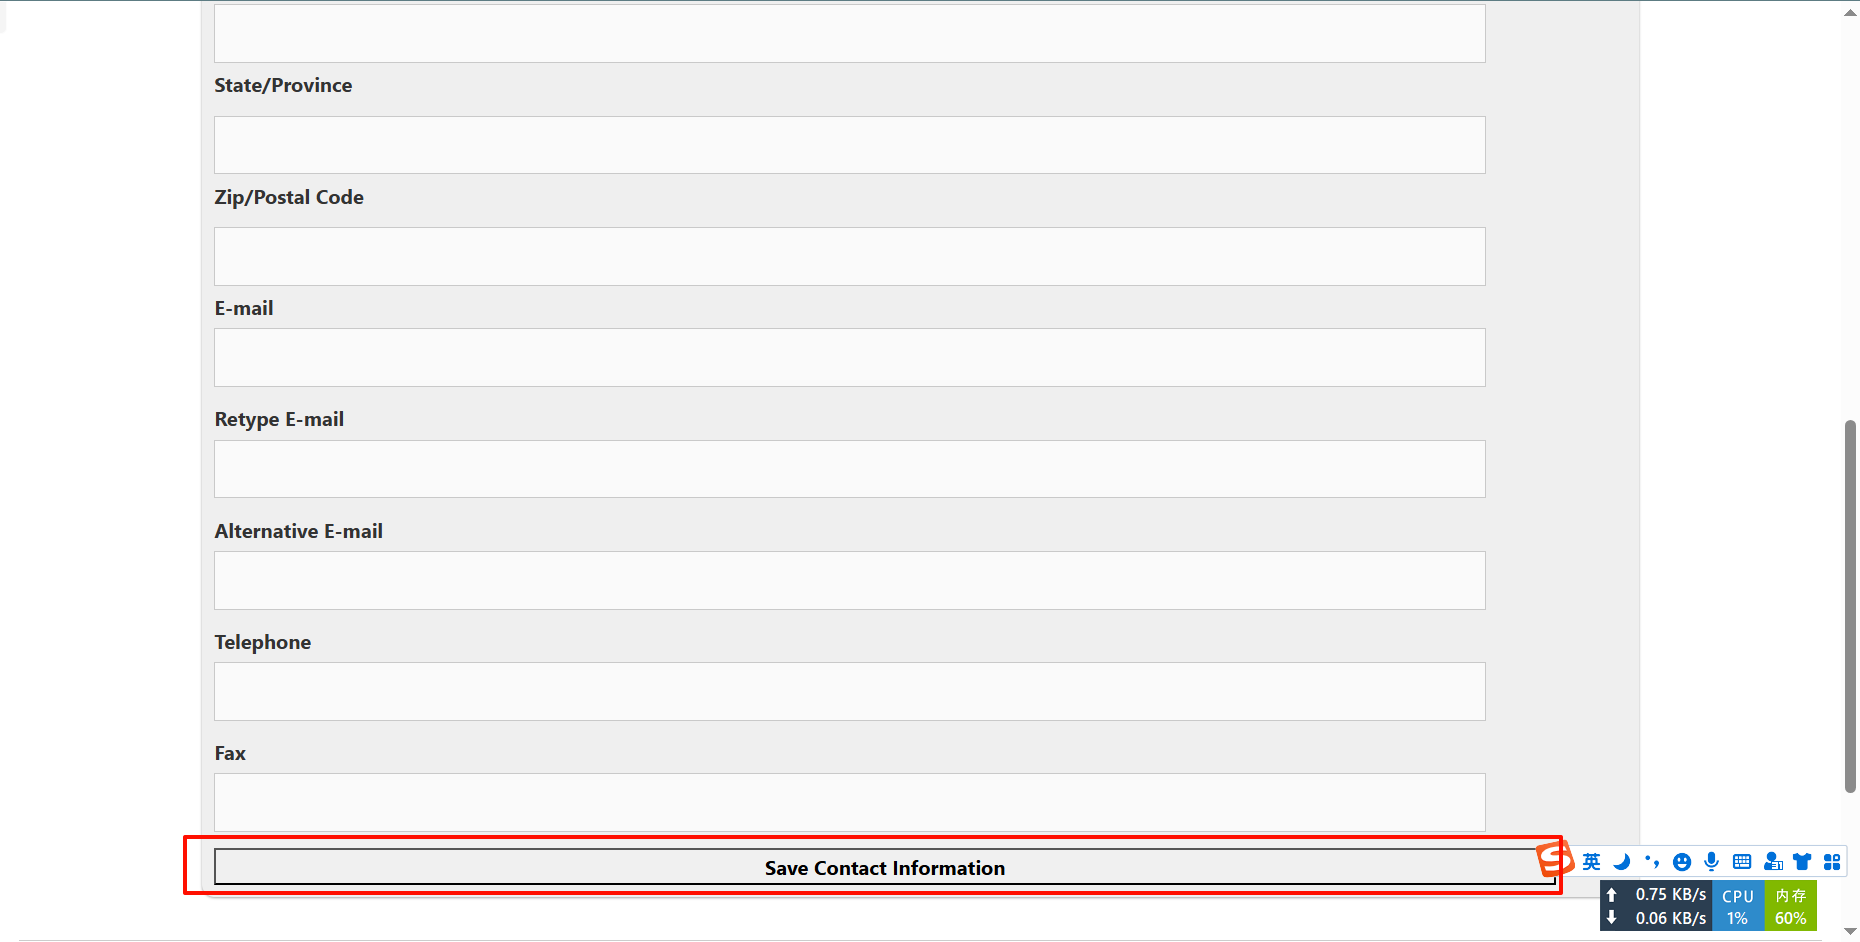 State/Province
Zip/Postal Code
E-mail
Retype E-mail
Alternative E-mail
Telephone
Fax
Save Contact Information
英
0.75 KB/s CPU 内存
0.06 KB/s 1% 60%